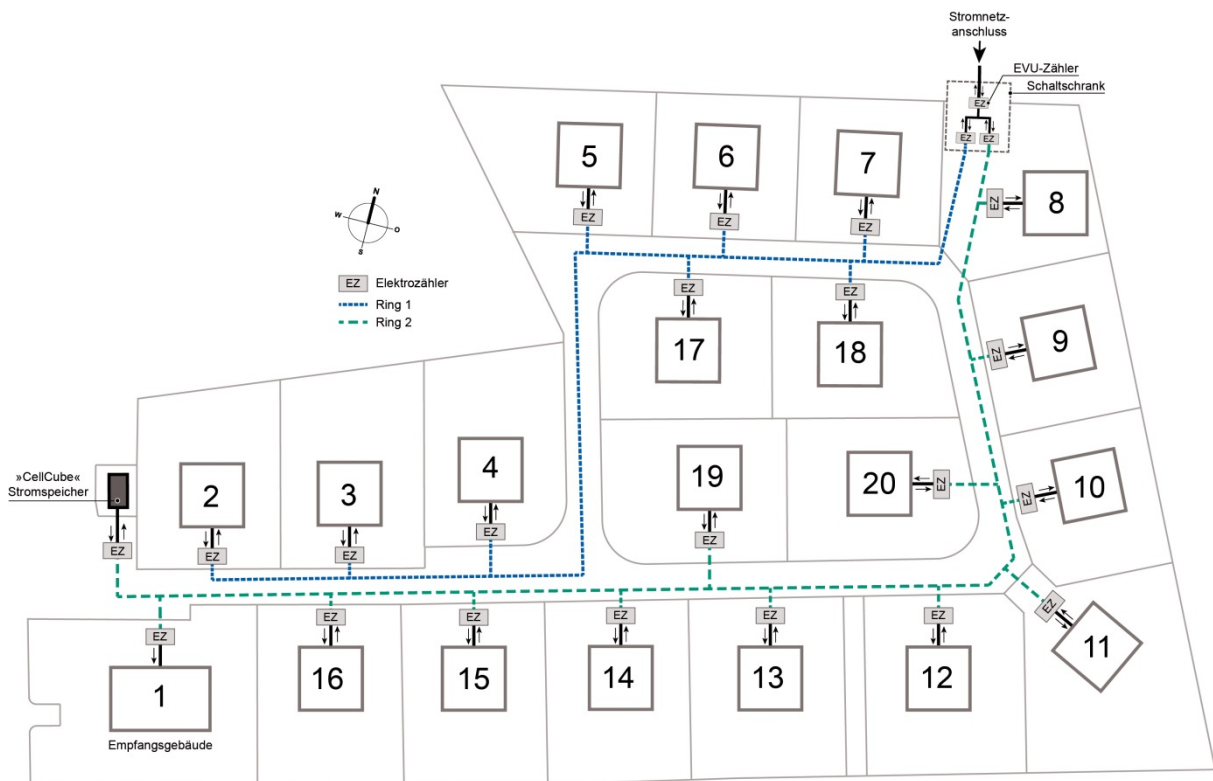 Stromnetz-
anschluss
EVU-Zähler
Schaltschrank
EZ
EZ
EZ
5
6
7
8
EZ
EZ
EZ
EZ
N
W
O
S
EZ Elektrozähler
Ring 1
Ring 2
EZ
EZ
17
18
9
EZ
»CellCube«
Stromspeicher
2
3
4
19
20
EZ
10
EZ
EZ
EZ
EZ
EZ
EZ
EZ
11
EZ
EZ
EZ
EZ
EZ
EZ
EZ
1
16
15
14
13
12
Empfangsgebäude